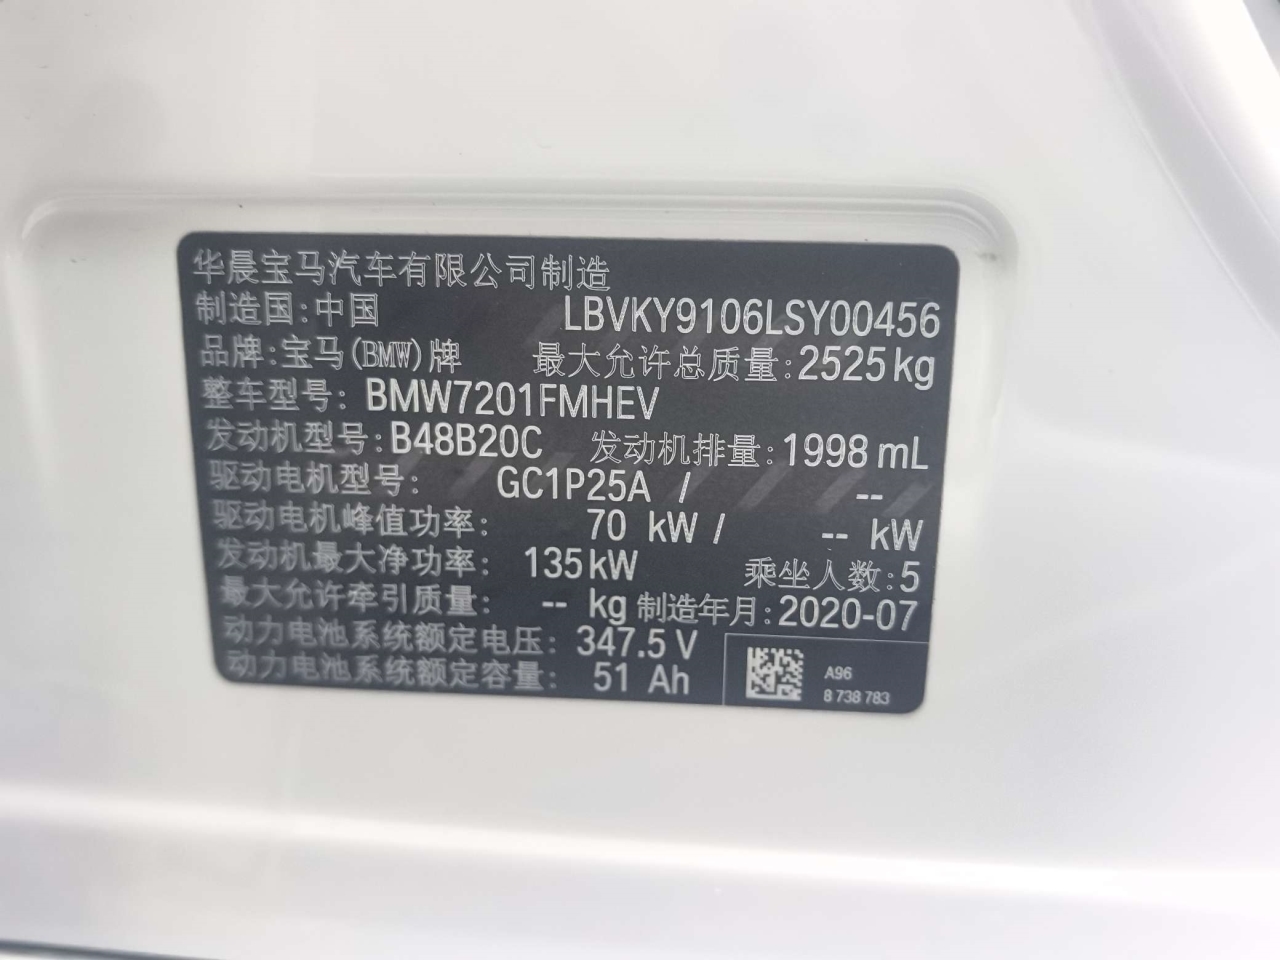 华晨宝马汽车有限公司制造
制造国:中国 LBVKY9106LSY00456
品牌:宝马(BMW)牌 最大允许总质量:2525kg
整车型号: BMW7201FMHEV
发动机型号:B48B20C 发动机排量:1998 mL
驱动电机型号: GC1P25A / --
驱动电机峰值功率: 70 kW / -- kW
发动机最大净功率: 135kW 乘坐人数:5
最大允许牵引质量: -- kg 制造年月:2020-07
动力电池系统额定电压: 347.5 V
动力电池系统额定容量: 51 Ah
A96
8 738 783